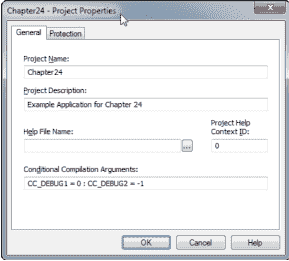 Chapter24 - Project Properties
General Protection
Project Name:
Chapter24
Project Description:
Example Application for Chapter 24
Help File Name:
Project Help
Context ID:
...
0
Conditional Compilation Arguments:
CC_DEBUG1 = 0 : CC_DEBUG2 = -1
OK Cancel Help